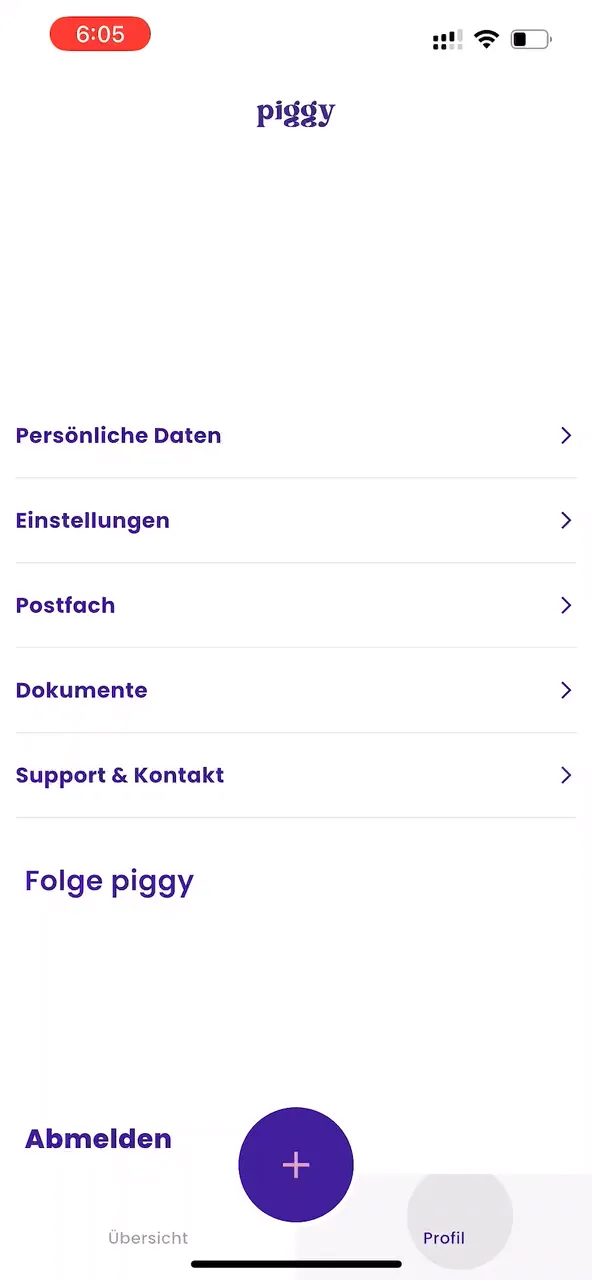 6:05
piggy
Persönliche Daten
Einstellungen
Postfach
Dokumente
Support & Kontakt
Folge piggy
Abmelden
+
Übersicht
Profil